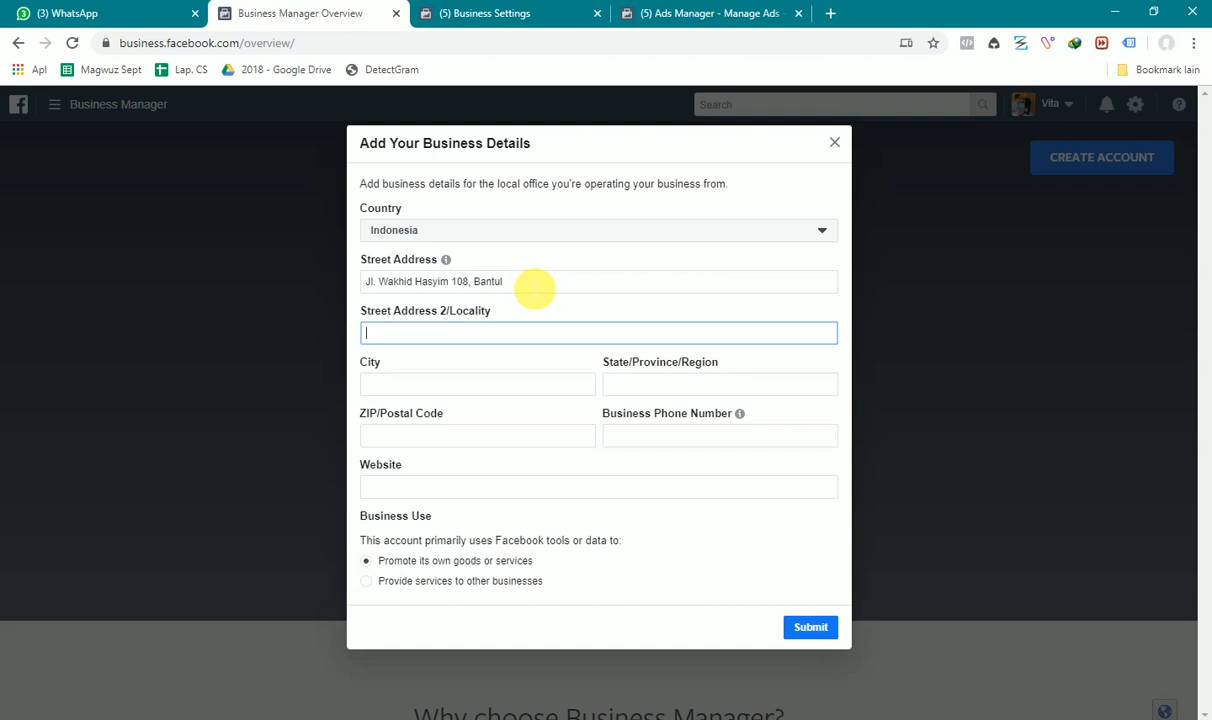 (3) WhatsApp
Business Manager Overview
(5) Business Settings
(5) Ads Manager - Manage Ads -
business.facebook.com/overview/
Apl
Magwuz Sept
Lap. CS
2018 - Google Drive
DetectGram
Bookmark lain
Business Manager
Search
Vita
CREATE ACCOUNT
Add Your Business Details
Add business details for the local office you're operating your business from.
Country
Indonesia
Street Address
Jl. Wakhid Hasyim 108, Bantul
Street Address 2/Locality
City
State/Province/Region
ZIP/Postal Code
Business Phone Number
Website
Business Use
This account primarily uses Facebook tools or data to:
Promote its own goods or services
Provide services to other businesses
Submit
Why choose Business Manager?